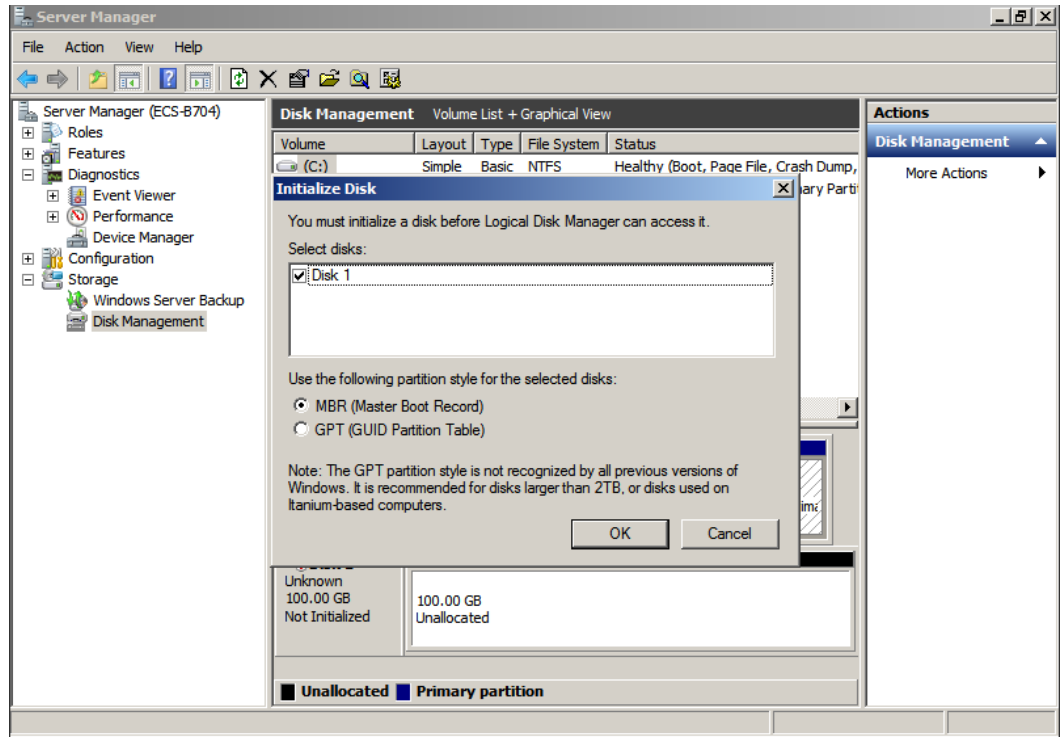 Server Manager
File Action View Help
Server Manager (ECS-B704)
Roles
Features
Diagnostics
Event Viewer
Performance
Device Manager
Configuration
Storage
Windows Server Backup
Disk Management
Disk Management Volume List + Graphical View
Volume Layout Type File System Status
(C:) Simple Basic NTFS Healthy (Boot, Page File, Crash Dump,
Initialize Disk
You must initialize a disk before Logical Disk Manager can access it.
Select disks:
Disk 1
Use the following partition style for the selected disks:
MBR (Master Boot Record)
GPT (GUID Partition Table)
Note: The GPT partition style is not recognized by all previous versions of
Windows. It is recommended for disks larger than 2TB, or disks used on
Itanium-based computers.
OK Cancel
Unknown
100.00 GB
Not Initialized
100.00 GB
Unallocated
Unallocated Primary partition
Actions
Disk Management
More Actions